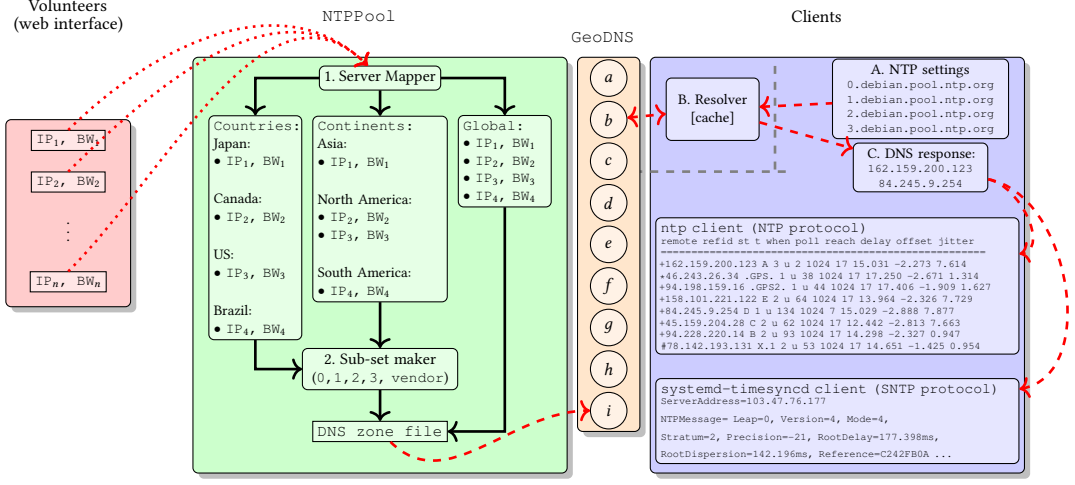 Volunteers
(web interface)
IP1, BW1
IP2, BW2
⋮
IPn, BWn
NTPPool
1. Server Mapper
Countries:
Japan:
• IP1, BW1
Canada:
• IP2, BW2
US:
• IP3, BW3
Brazil:
• IP4, BW4
Continents:
Asia:
• IP1, BW1
North America:
• IP2, BW2
• IP3, BW3
South America:
• IP4, BW4
Global:
• IP1, BW1
• IP2, BW2
• IP3, BW3
• IP4, BW4
2. Sub-set maker
(0,1,2,3, vendor)
DNS zone file
GeoDNS
a
b
c
d
e
f
g
h
i
Clients
B. Resolver
[cache]
A. NTP settings
0.debian.pool.ntp.org
1.debian.pool.ntp.org
2.debian.pool.ntp.org
3.debian.pool.ntp.org
C. DNS response:
162.159.200.123
84.245.9.254
ntp client (NTP protocol)
remote refid st t when poll reach delay offset jitter
==============================================
+162.159.200.123 A 3 u 2 1024 17 15.031 -2.273 7.614
+46.243.26.34 .GPS. 1 u 38 1024 17 17.250 -2.671 1.314
+94.198.159.16 .GPS2. 1 u 44 1024 17 17.406 -1.909 1.627
+158.101.221.122 E 2 u 64 1024 17 13.964 -2.326 7.729
+84.245.9.254 D 1 u 134 1024 7 15.029 -2.888 7.877
+45.159.204.28 C 2 u 62 1024 17 12.442 -2.813 7.663
+94.228.220.14 B 2 u 93 1024 17 14.298 -2.327 0.947
#78.142.193.131 X.1 2 u 53 1024 17 14.651 -1.425 0.954
systemd-timesyncd client (SNTP protocol)
ServerAddress=103.47.76.177
NTPMessage= Leap=0, Version=4, Mode=4,
Stratum=2, Precision=-21, RootDelay=177.398ms,
RootDispersion=142.196ms, Reference=C242FB0A ...